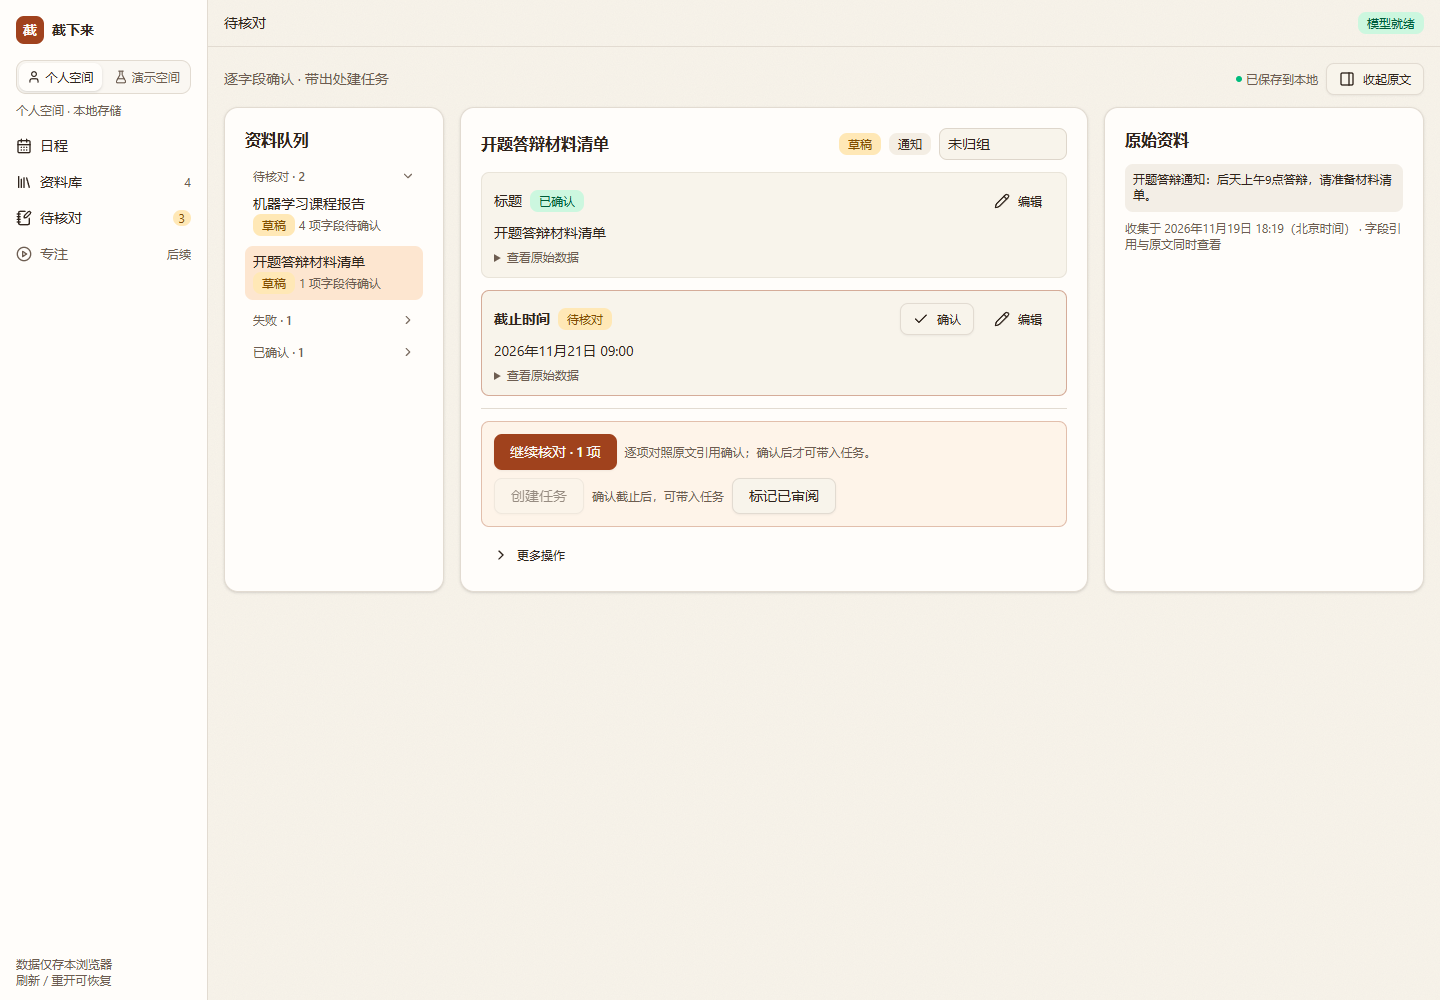 截 截下来
个人空间 演示空间
个人空间 · 本地存储
日程
资料库 4
待核对 3
专注 后续
数据仅存本浏览器
刷新 / 重开可恢复
待核对 模型就绪
逐字段确认 · 带出处建任务 已保存到本地 收起原文
资料队列
待核对 · 2
机器学习课程报告
草稿 4 项字段待确认
开题答辩材料清单
草稿 1 项字段待确认
失败 · 1
已确认 · 1
开题答辩材料清单 草稿 通知 未归组
标题 已确认 编辑
开题答辩材料清单
查看原始数据
截止时间 待核对 确认 编辑
2026年11月21日 09:00
查看原始数据
继续核对 · 1 项 逐项对照原文引用确认；确认后才可带入任务。
创建任务 确认截止后，可带入任务 标记已审阅
更多操作
原始资料
开题答辩通知：后天上午9点答辩，请准备材料清
单。
收集于 2026年11月19日 18:19（北京时间） · 字段引
用与原文同时查看